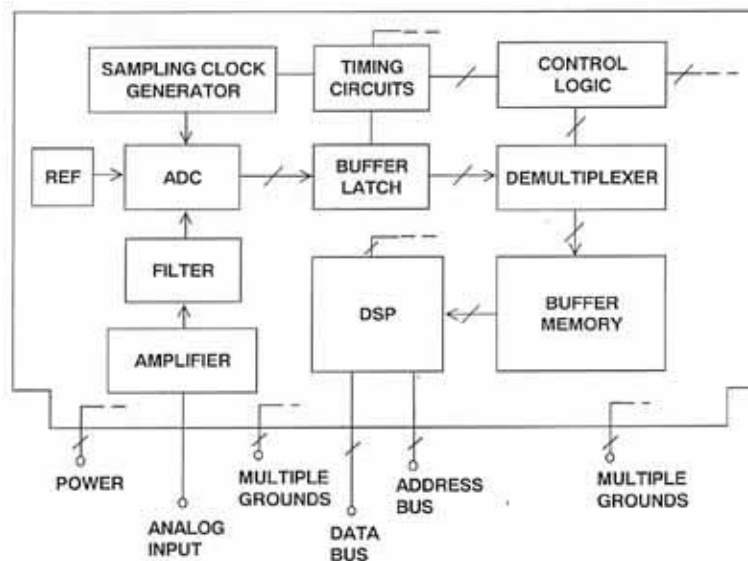 SAMPLING CLOCK
GENERATOR
TIMING
CIRCUITS
CONTROL
LOGIC
REF
ADC
BUFFER
LATCH
DEMULTIPLEXER
FILTER
DSP
BUFFER
MEMORY
AMPLIFIER
POWER
ANALOG
INPUT
MULTIPLE
GROUNDS
DATA
BUS
ADDRESS
BUS
MULTIPLE
GROUNDS